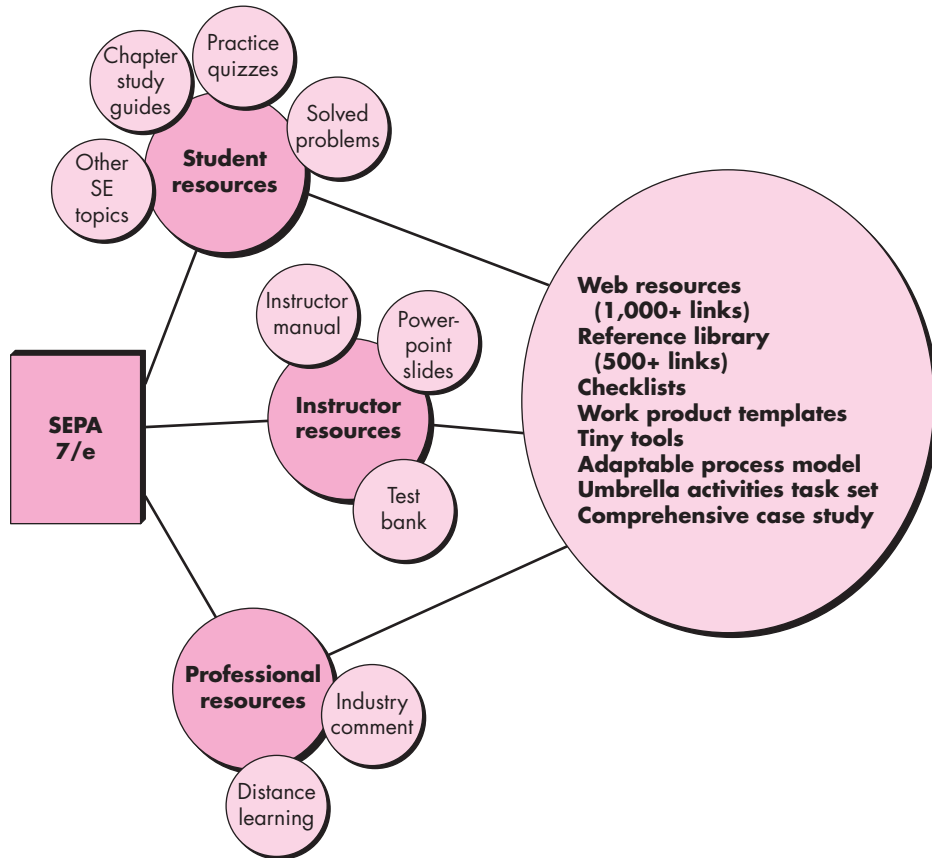 Practice
quizzes
Chapter
study
guides
Solved
problems
Other
SE
topics
Student
resources
Instructor
manual
Power-
point
slides
Instructor
resources
Test
bank
SEPA
7/e
Web resources
(1,000+ links)
Reference library
(500+ links)
Checklists
Work product templates
Tiny tools
Adaptable process model
Umbrella activities task set
Comprehensive case study
Professional
resources
Industry
comment
Distance
learning